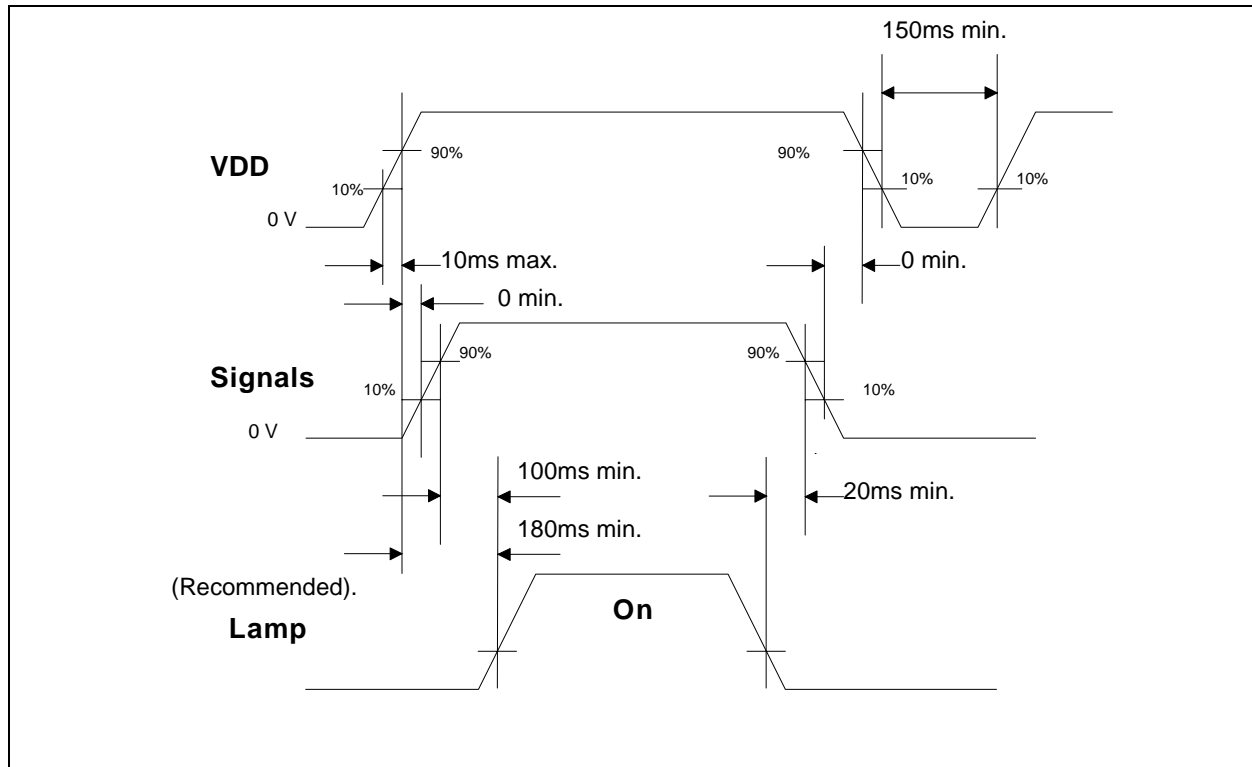 150ms min.
VDD
90%
90%
10%
10%
10%
0 V
10ms max.
0 min.
0 min.
Signals
90%
90%
10%
10%
0 V
100ms min.
20ms min.
180ms min.
(Recommended).
Lamp
On